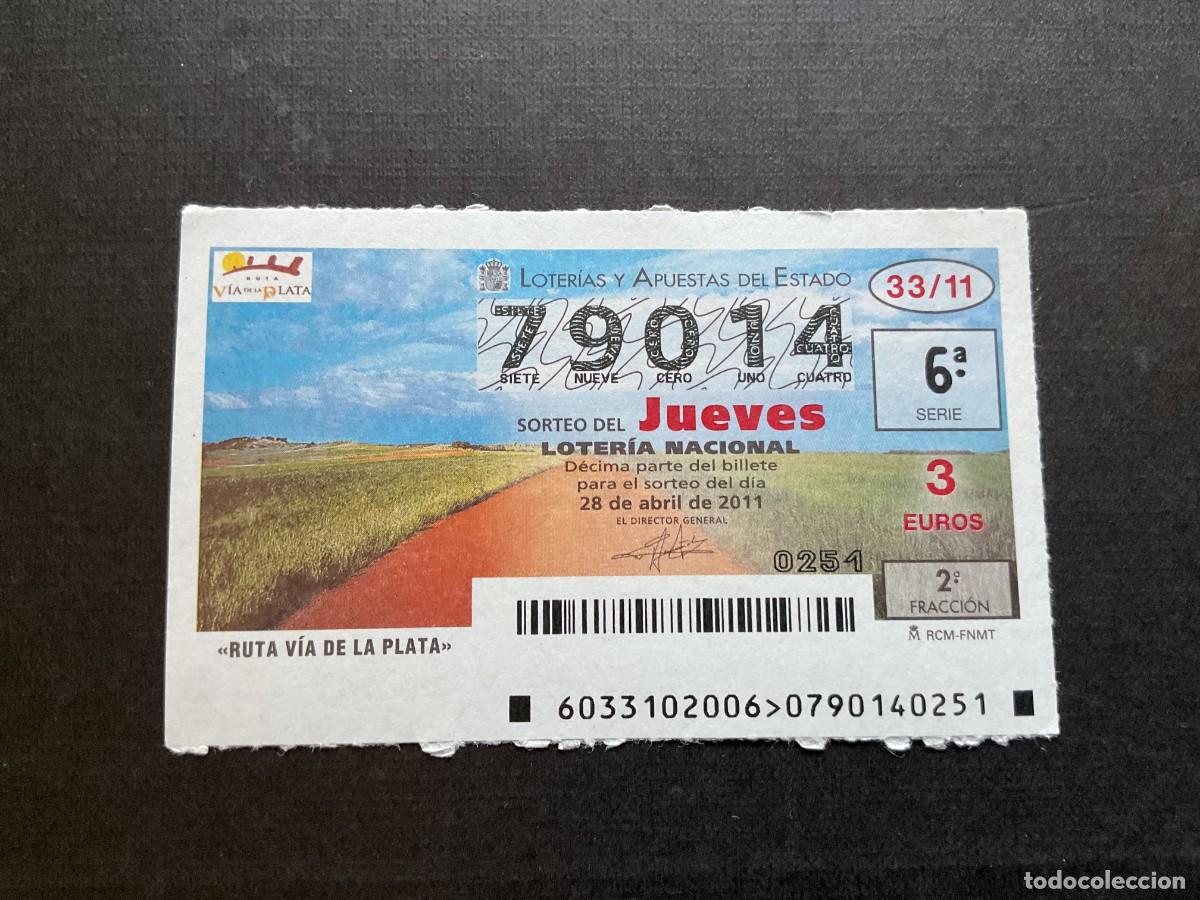 RUTA
VÍA DE LA PLATA
LOTERÍAS Y APUESTAS DEL ESTADO
33/11
79014
SIETE NUEVE CERO UNO CUATRO
6ª
SERIE
SORTEO DEL Jueves
LOTERÍA NACIONAL
Décima parte del billete
para el sorteo del día
28 de abril de 2011
EL DIRECTOR GENERAL
3
EUROS
0251
2ª
FRACCIÓN
RCM-FNMT
«RUTA VÍA DE LA PLATA»
6033102006>0790140251
todocoleccion